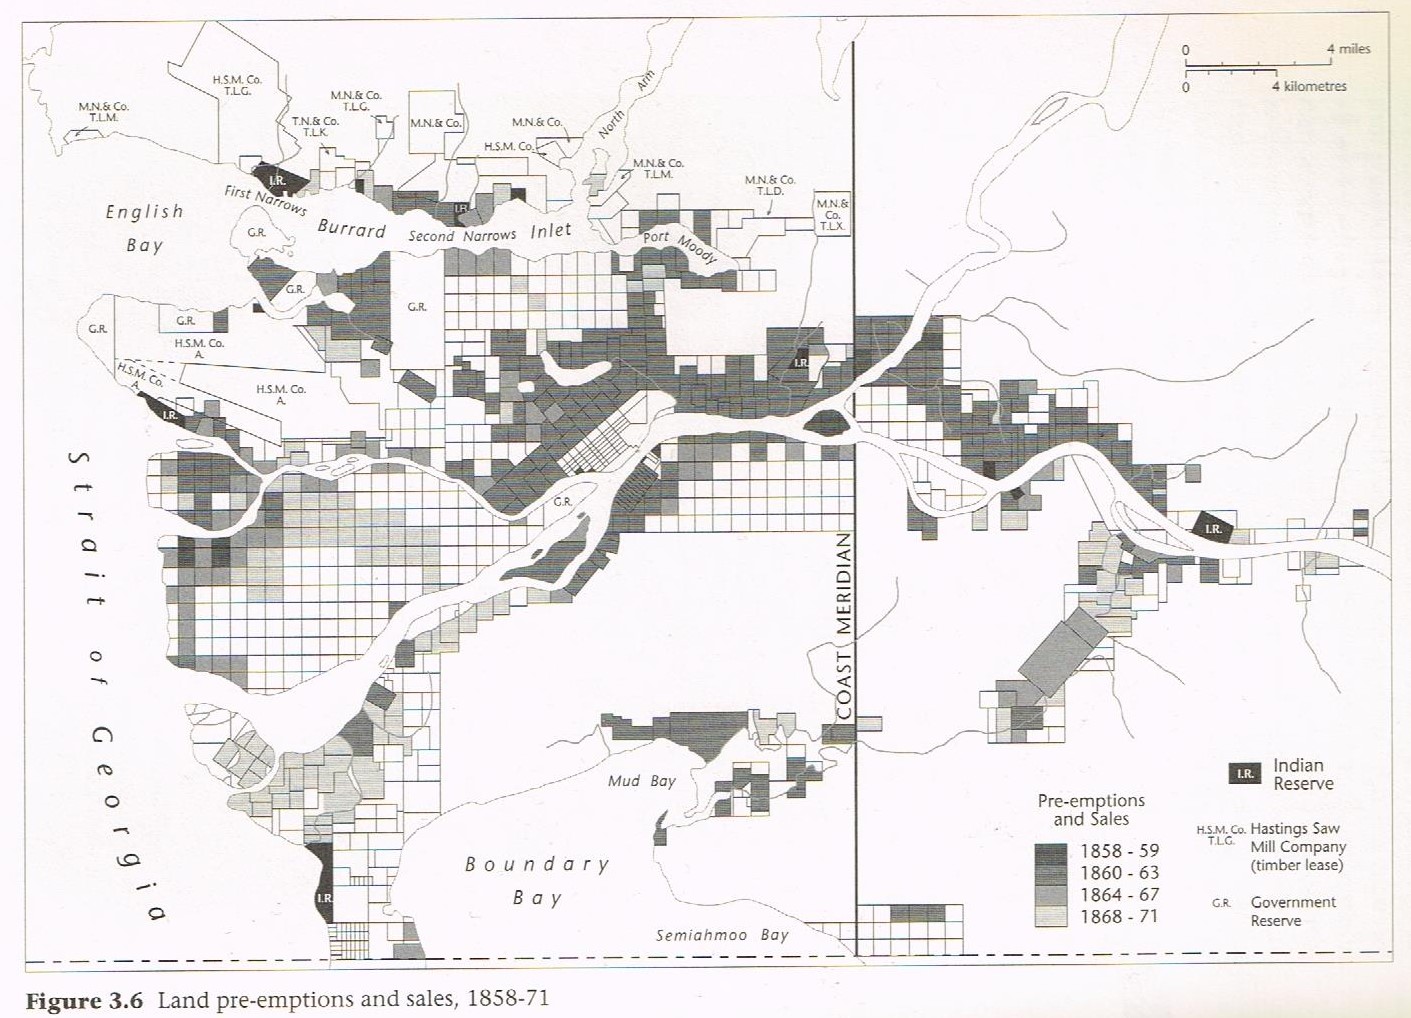 0 4 miles
0 4 kilometres
H.S.M. Co.
T.L.G.
M.N.& Co.
T.L.M.
M.N.& Co.
T.L.G.
T.N.& Co.
T.L.K.
M.N.& Co.
M.N.& Co.
H.S.M. Co.
North Arm
M.N.& Co.
T.L.M.
M.N.& Co.
T.L.D.
M.N.&
Co.
T.L.X.
I.R.
I.R.
First Narrows
English
Bay
G.R.
Burrard
Second Narrows
Inlet
Port Moody
G.R.
G.R.
G.R.
G.R.
H.S.M. Co.
A.
H.S.M. Co.
A.
H.S.M. Co.
A.
I.R.
I.R.
G.R.
I.R.
Strait of Georgia
COAST MERIDIAN
Mud Bay
Boundary
Bay
I.R.
Semiahmoo Bay
Pre-emptions
and Sales
1858 - 59
1860 - 63
1864 - 67
1868 - 71
I.R. Indian
Reserve
H.S.M. Co. Hastings Saw
T.L.G. Mill Company
(timber lease)
G.R. Government
Reserve
Figure 3.6 Land pre-emptions and sales, 1858-71